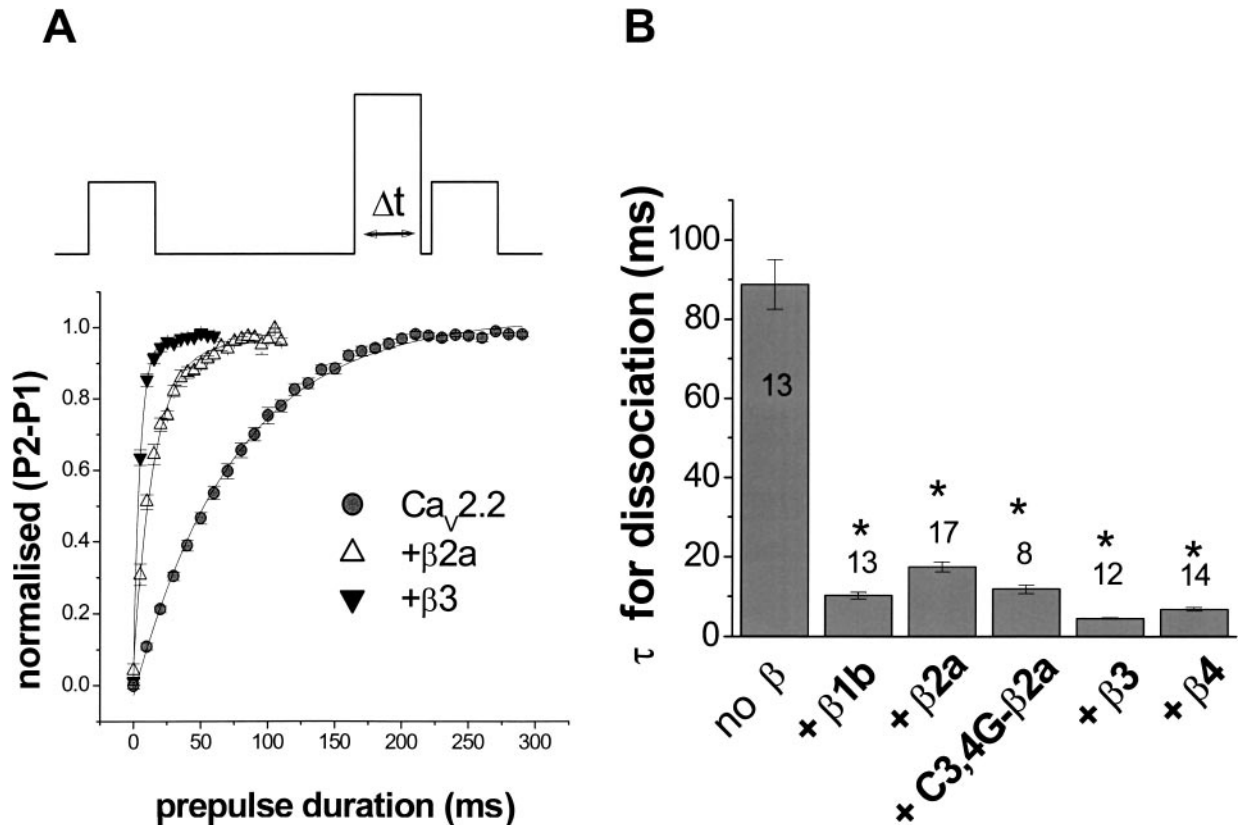 A
Δt
normalised (P2-P1)
1.0
0.8
0.6
0.4
0.2
0.0
Caᵥ2.2
+β2a
+β3
0 50 100 150 200 250 300
prepulse duration (ms)
B
τ for dissociation (ms)
100
80
60
40
20
0
13
* 13
* 17
* 8
* 12
* 14
no β
+ β1b
+ β2a
+ C3,4G-β2a
+ β3
+ β4